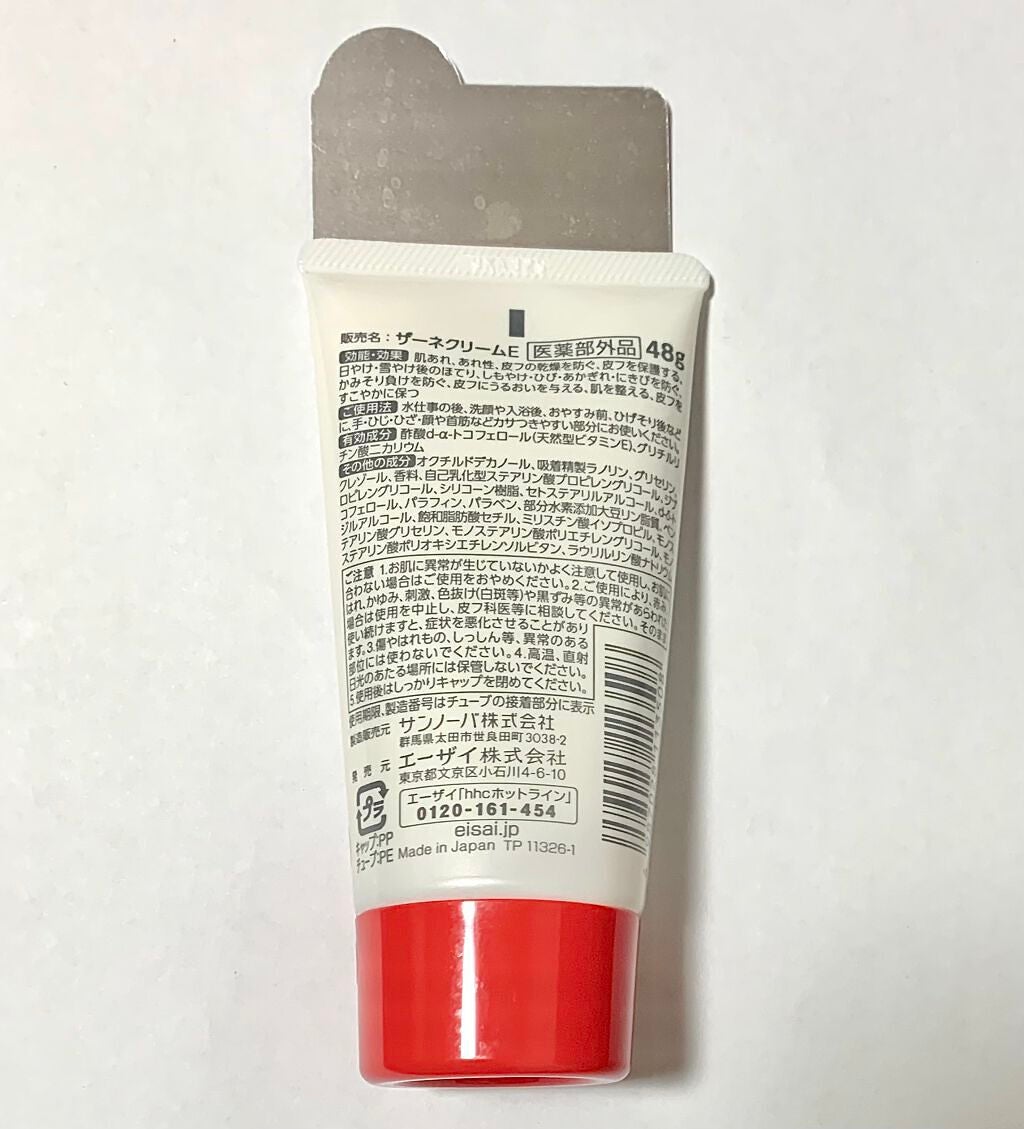 販売名：ザーネクリームE 医薬部外品 48g
効能・効果 肌あれ、あれ性、皮フの乾燥を防ぐ、皮フを保護する、
日やけ・雪やけ後のほてり、しもやけ・ひび・あかぎれ・にきびを防ぐ、
かみそり負けを防ぐ、皮フにうるおいを与える、肌を整える、皮フを
すこやかに保つ
ご使用法 水仕事の後、洗顔や入浴後、おやすみ前、ひげそり後など
に、手・ひじ・ひざ・顔や首筋などカサつきやすい部分にお使いください。
有効成分 酢酸d-α-トコフェロール(天然型ビタミンE)、グリチルリ
チン酸二カリウム
その他の成分 オクチルドデカノール、吸着精製ラノリン、グリセリン、
クレゾール、香料、自己乳化型ステアリン酸プロピレングリコール、ジプ
ロピレングリコール、シリコーン樹脂、セトステアリルアルコール、d-δ-ト
コフェロール、パラフィン、パラベン、部分水素添加大豆リン脂質、ベン
ジルアルコール、飽和脂肪酸セチル、ミリスチン酸イソプロピル、モノス
テアリン酸グリセリン、モノステアリン酸ポリエチレングリコール、モノ
ステアリン酸ポリオキシエチレンソルビタン、ラウリルリン酸ナトリウム
ご注意 1.お肌に異常が生じていないかよく注意して使用し、お肌に
合わない場合はご使用をおやめください。2.ご使用により、赤み、
はれ、かゆみ、刺激、色抜け(白斑等)や黒ずみ等の異常があらわれた
場合は使用を中止し、皮フ科医等に相談してください。そのまま
使い続けますと、症状を悪化させることがあり
ます。3.傷やはれもの、しっしん等、異常のある
部位には使わないでください。4.高温、直射
日光のあたる場所には保管しないでください。
5.使用後はしっかりキャップを閉めてください。
使用期限、製造番号はチューブの接着部分に表示
製造販売元 サンノーバ株式会社
群馬県太田市世良田町3038-2
発売元 エーザイ株式会社
東京都文京区小石川4-6-10
エーザイ「hhcホットライン」
0120-161-454
eisai.jp
プラ
キャップ:PP
チューブ:PE
Made in Japan TP 11326-1